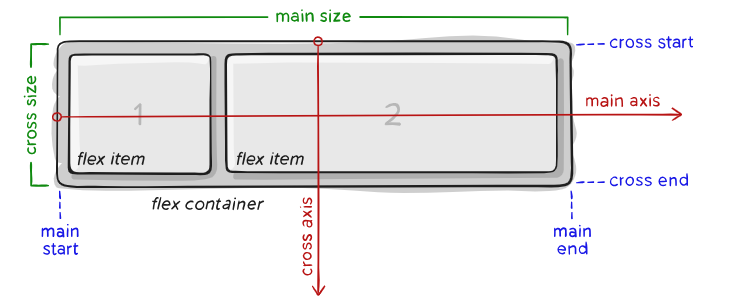 main size
cross start
cross size
1
2
main axis
flex item
flex item
cross end
flex container
cross axis
main
start
main
end